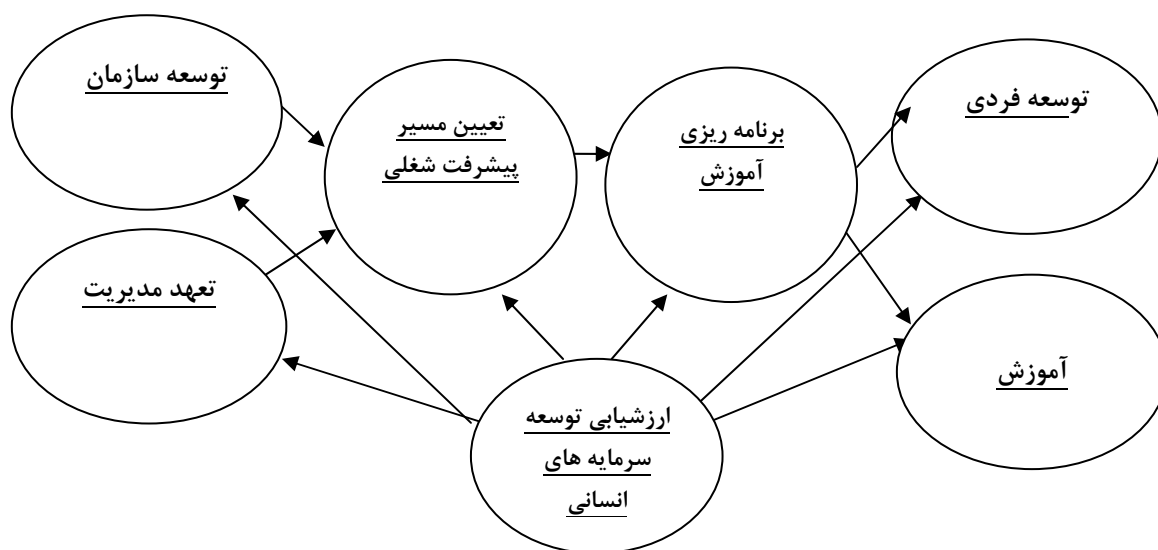 توسعه سازمان
تعیین مسیر
پیشرفت شغلی
برنامه ریزی
آموزش
توسعه فردی
تعهد مدیریت
آموزش
ارزشیابی توسعه
سرمایه های
انسانی